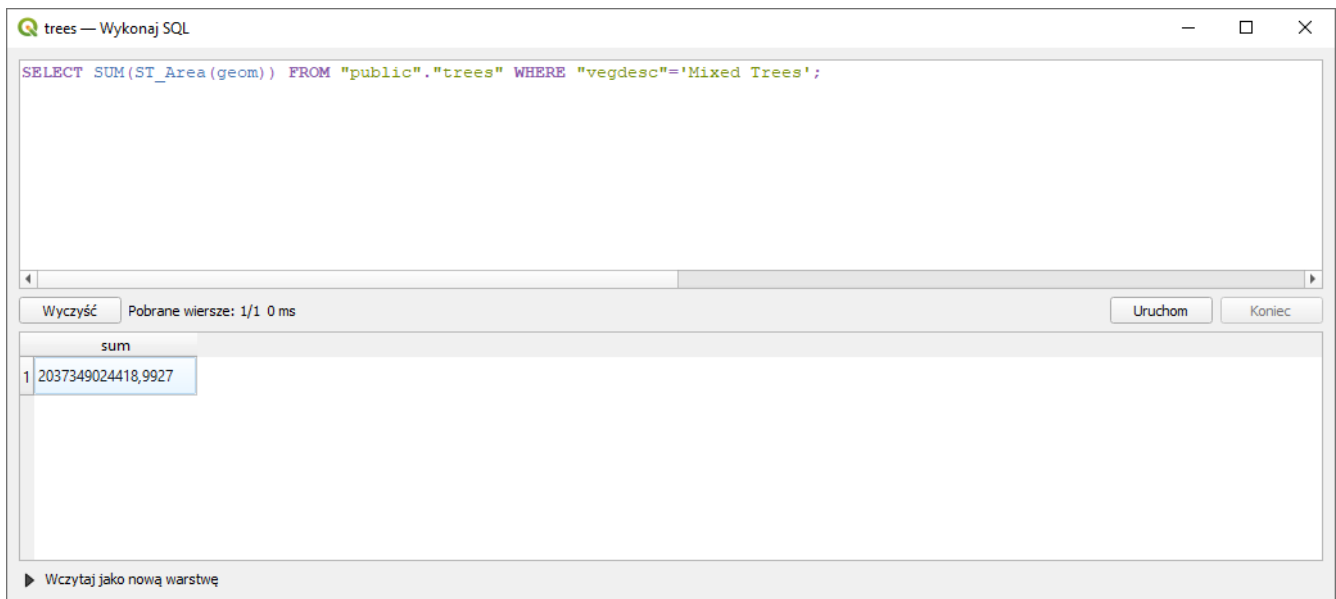 trees — Wykonaj SQL
SELECT SUM(ST_Area(geom)) FROM "public"."trees" WHERE "vegdesc"='Mixed Trees';
Wyczyść Pobrane wiersze: 1/1 0 ms Uruchom Koniec
sum
1 2037349024418,9927
Wczytaj jako nową warstwę